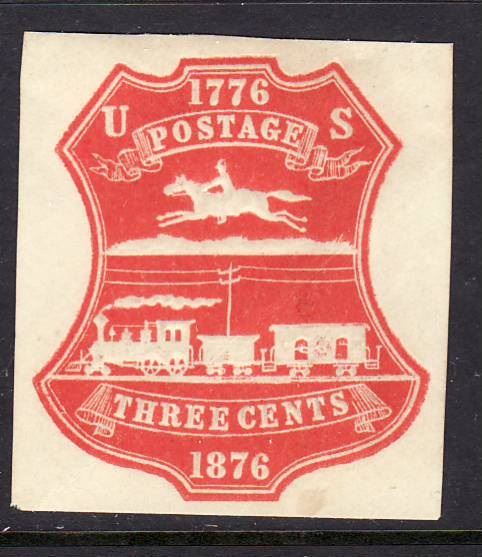 1776
U POSTAGE S
THREE CENTS
1876